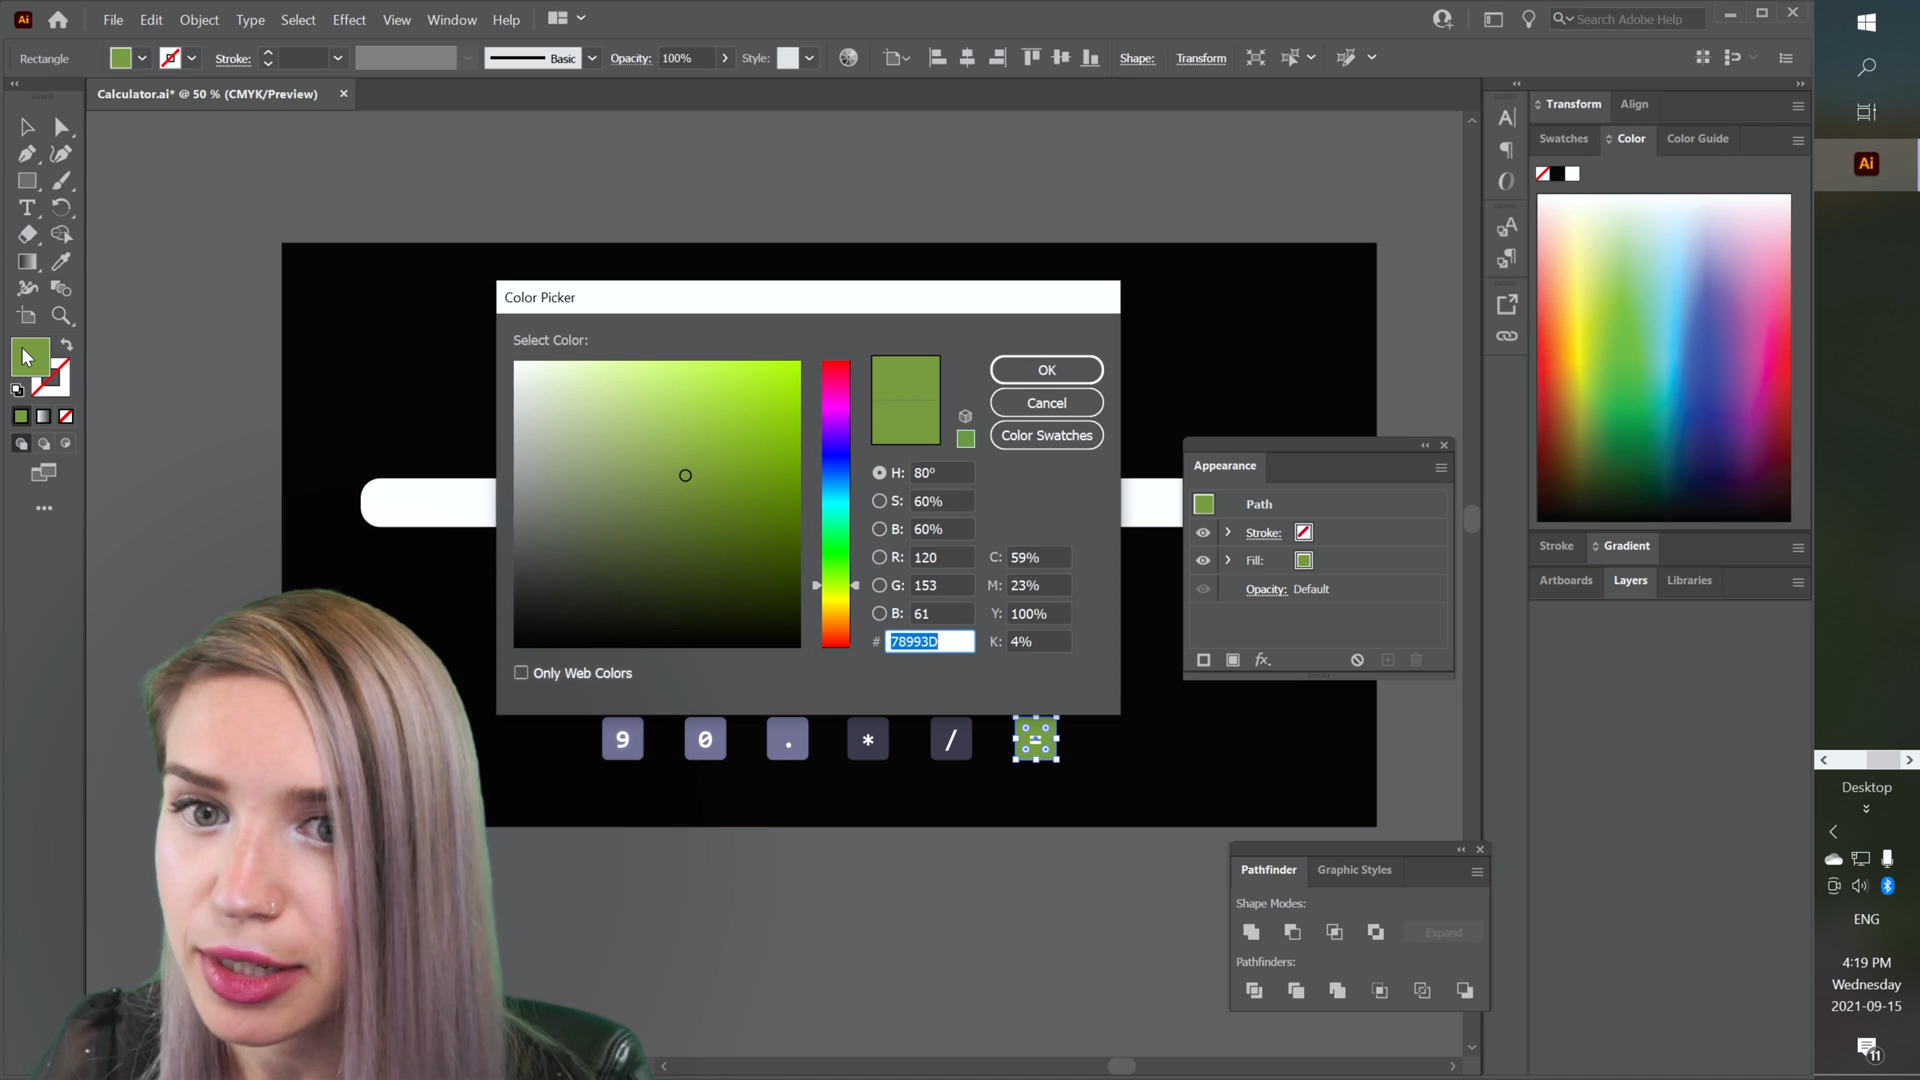 Ai File Edit Object Type Select Effect View Window Help Search Adobe Help
Rectangle Stroke: Basic Opacity: 100% Style: Shape: Transform
Calculator.ai* @ 50 % (CMYK/Preview)
Transform Align
Swatches Color Color Guide
Ai
Color Picker
Select Color:
OK
Cancel
Color Swatches
H: 80°
S: 60%
B: 60%
R: 120 C: 59%
G: 153 M: 23%
B: 61 Y: 100%
# 78993D K: 4%
Only Web Colors
Appearance
Path
Stroke:
Fill:
Opacity: Default
fx.
Stroke Gradient
Artboards Layers Libraries
9 0 . * / =
Pathfinder Graphic Styles
Shape Modes:
Expand
Pathfinders:
Desktop
ENG
4:19 PM
Wednesday
2021-09-15
11